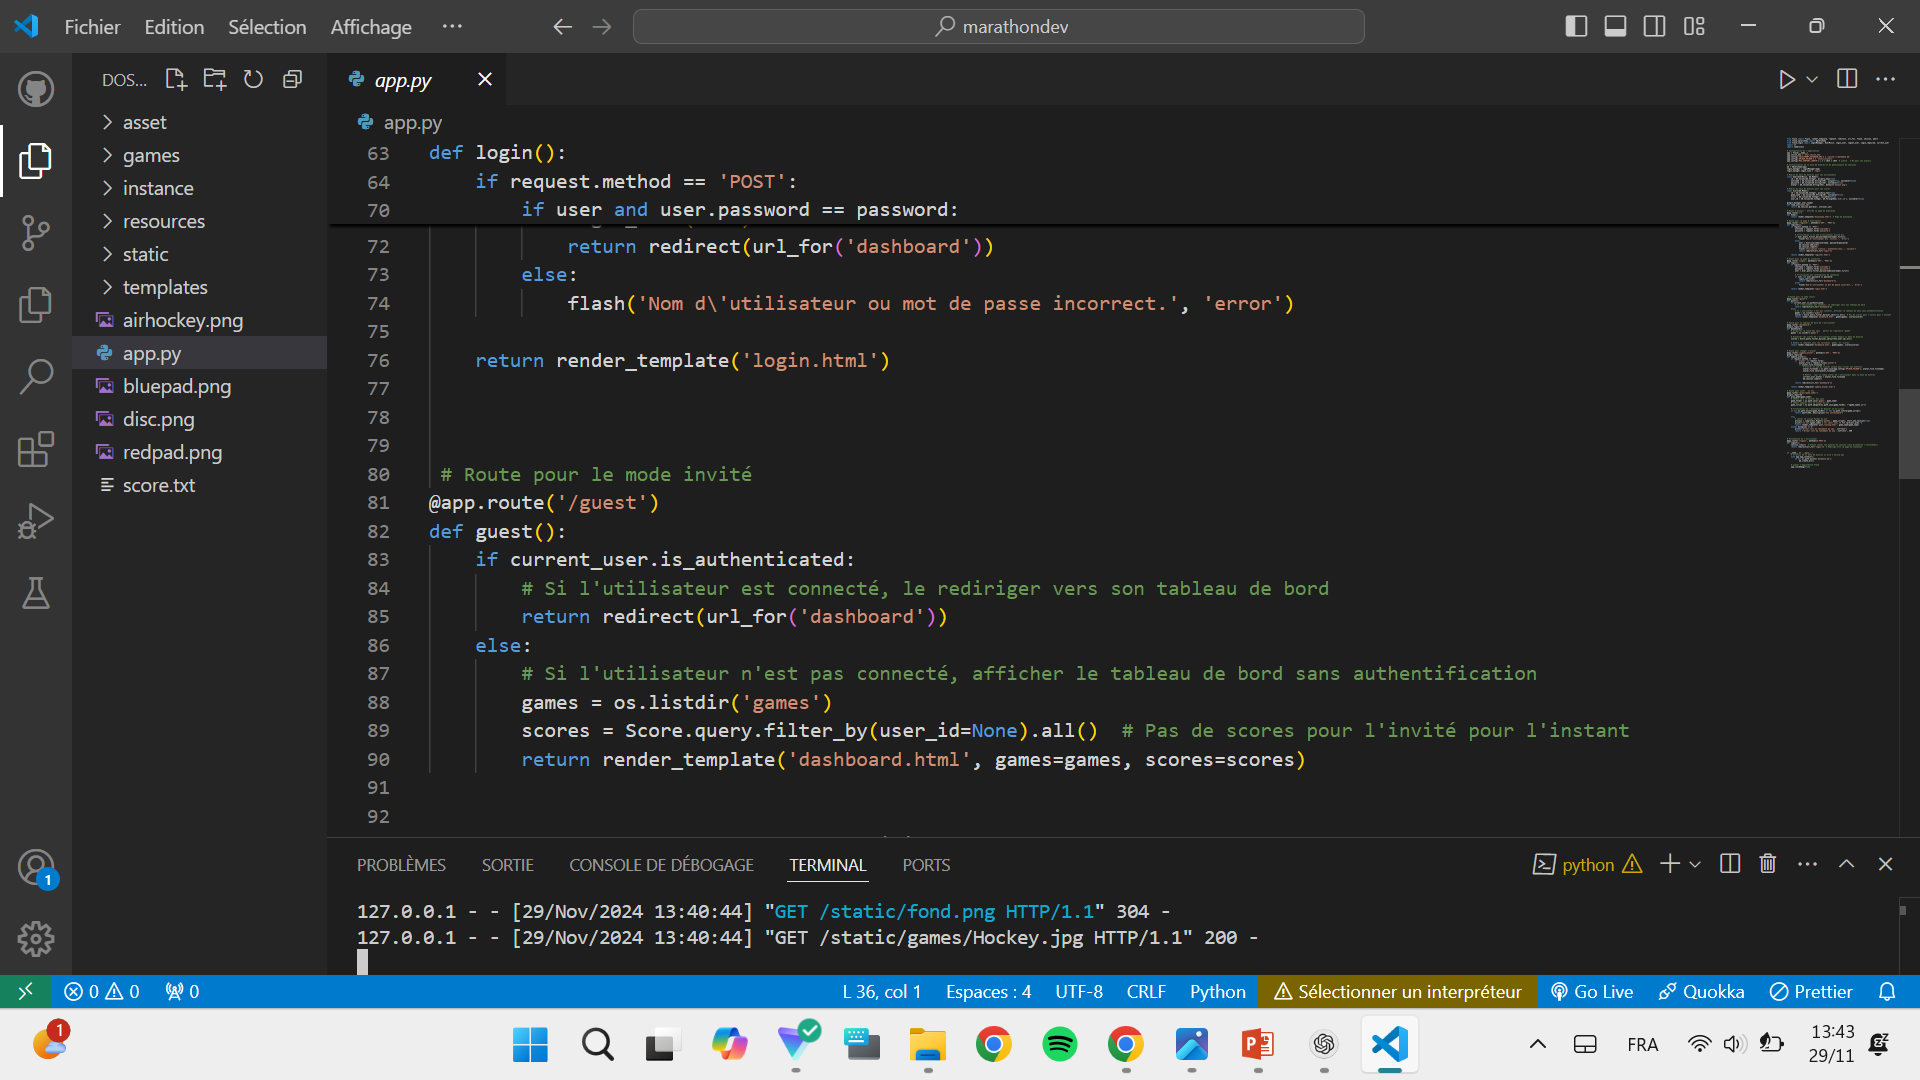 Fichier Edition Sélection Affichage ··· marathondev
DOS... app.py
app.py
asset
games
instance
resources
static
templates
airhockey.png
app.py
bluepad.png
disc.png
redpad.png
score.txt
63 def login():
64 if request.method == 'POST':
70 if user and user.password == password:
72 return redirect(url_for('dashboard'))
73 else:
74 flash('Nom d\'utilisateur ou mot de passe incorrect.', 'error')
75
76 return render_template('login.html')
77
78
79
80 # Route pour le mode invité
81 @app.route('/guest')
82 def guest():
83 if current_user.is_authenticated:
84 # Si l'utilisateur est connecté, le rediriger vers son tableau de bord
85 return redirect(url_for('dashboard'))
86 else:
87 # Si l'utilisateur n'est pas connecté, afficher le tableau de bord sans authentification
88 games = os.listdir('games')
89 scores = Score.query.filter_by(user_id=None).all() # Pas de scores pour l'invité pour l'instant
90 return render_template('dashboard.html', games=games, scores=scores)
91
92
PROBLÈMES SORTIE CONSOLE DE DÉBOGAGE TERMINAL PORTS python
127.0.0.1 - - [29/Nov/2024 13:40:44] "GET /static/fond.png HTTP/1.1" 304 -
127.0.0.1 - - [29/Nov/2024 13:40:44] "GET /static/games/Hockey.jpg HTTP/1.1" 200 -
1
0 0 0 L 36, col 1 Espaces : 4 UTF-8 CRLF Python Sélectionner un interpréteur Go Live Quokka Prettier
1 FRA 13:43
29/11